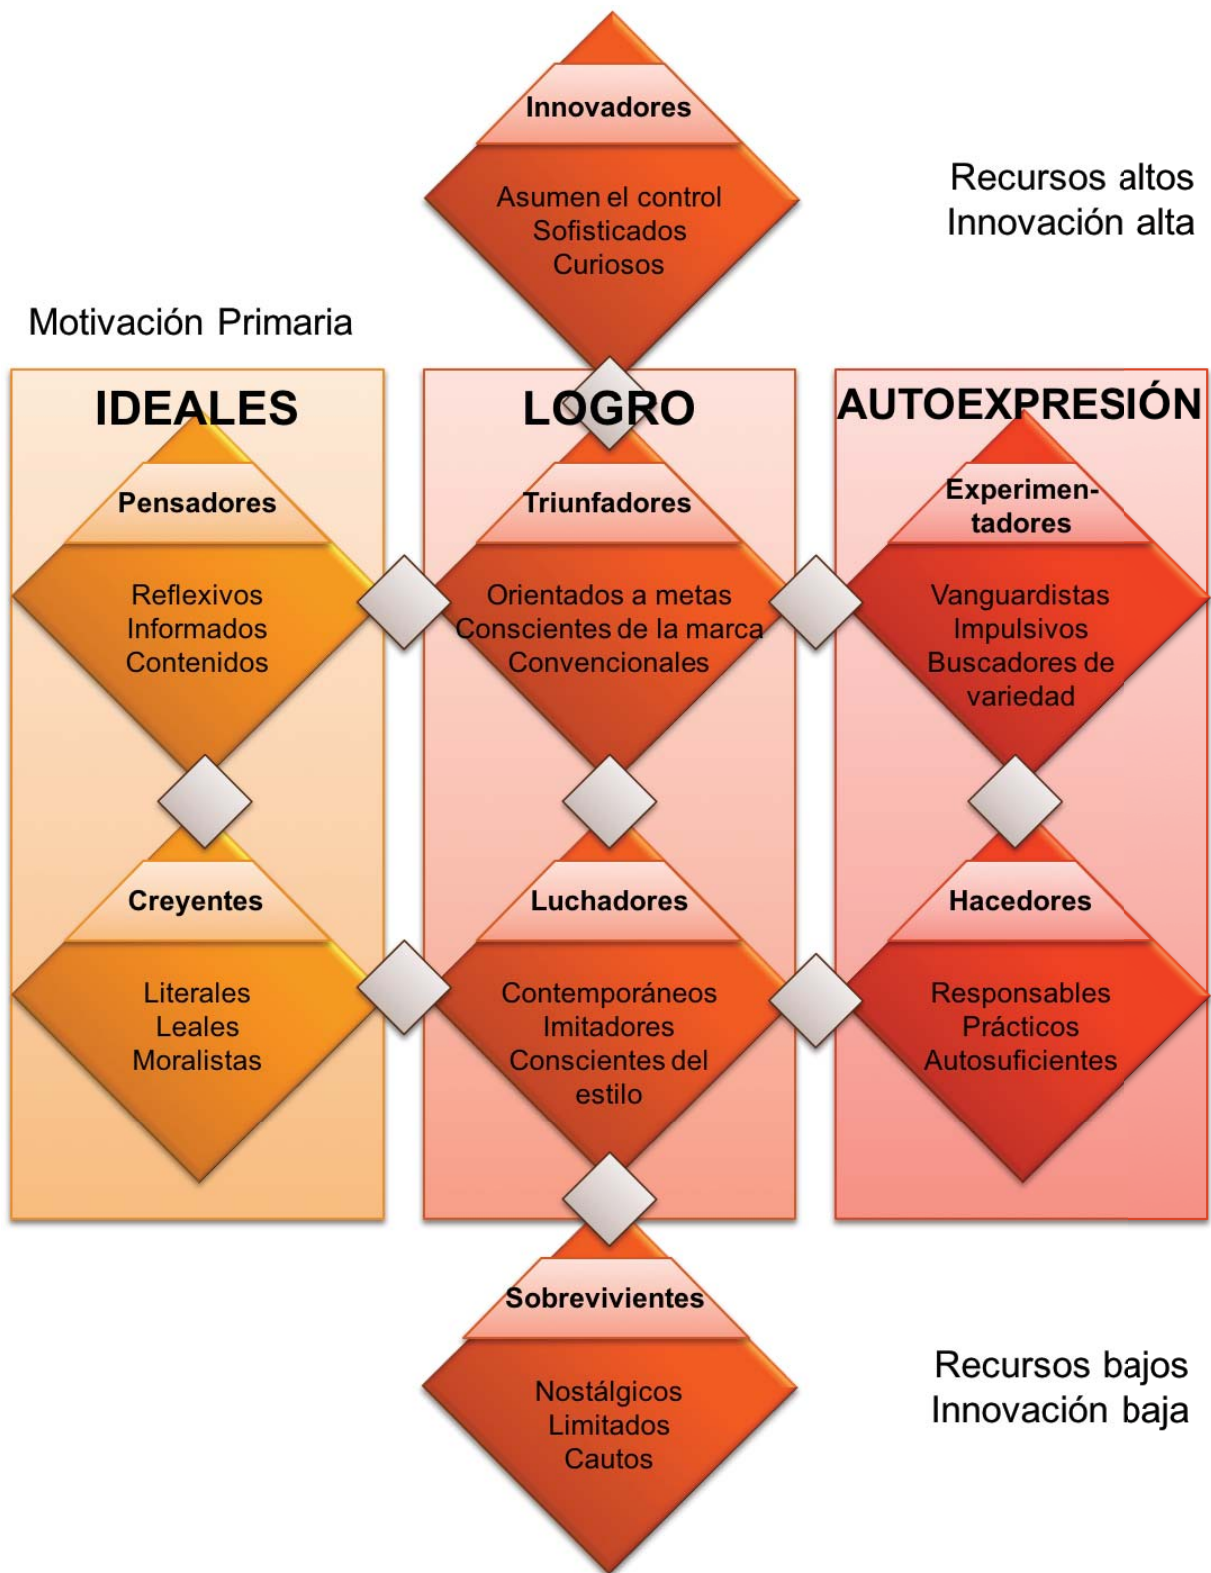 Innovadores
Asumen el control
Sofisticados
Curiosos
Recursos altos
Innovación alta
Motivación Primaria
IDEALES
LOGRO
AUTOEXPRESIÓN
Pensadores
Reflexivos
Informados
Contenidos
Triunfadores
Orientados a metas
Conscientes de la marca
Convencionales
Experimen-
tadores
Vanguardistas
Impulsivos
Buscadores de
variedad
Creyentes
Literales
Leales
Moralistas
Luchadores
Contemporáneos
Imitadores
Conscientes del
estilo
Hacedores
Responsables
Prácticos
Autosuficientes
Sobrevivientes
Nostálgicos
Limitados
Cautos
Recursos bajos
Innovación baja